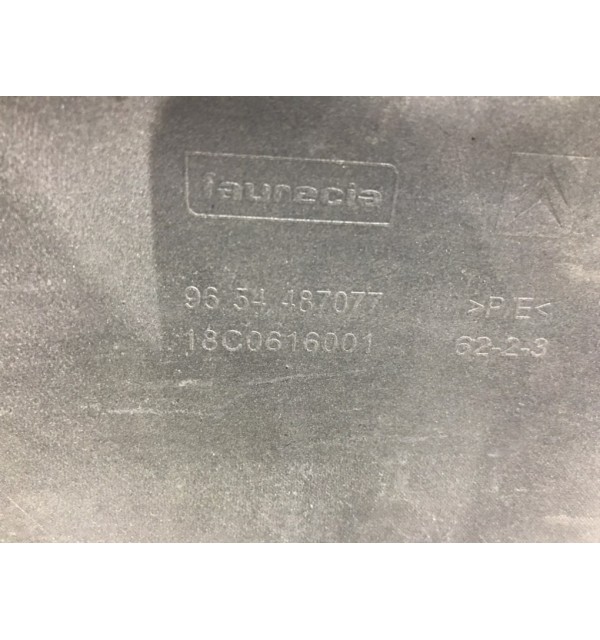 faurecia
96 54 487077
>P/E<
18C0616001
62-2-3